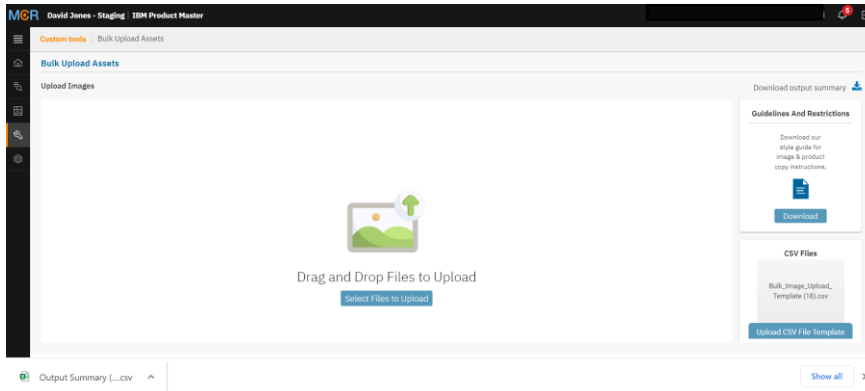 MCR David Jones - Staging | IBM Product Master
5
Custom tools | Bulk Upload Assets
Bulk Upload Assets
Upload Images
Download output summary
Guidelines And Restrictions
Download our
style guide for
image & product
copy instructions.
Download
Drag and Drop Files to Upload
Select Files to Upload
CSV Files
Bulk_Image_Upload_
Template (18).csv
Upload CSV File Template
Output Summary (....csv
Show all